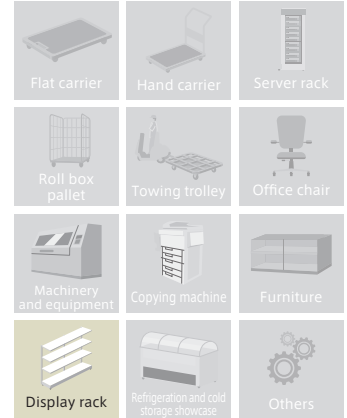 Flat carrier
Hand carrier
Server rack
Roll box
pallet
Towing trolley
Office chair
Machinery
and equipment
Copying machine
Furniture
Display rack
Refrigeration and cold
storage showcase
Others